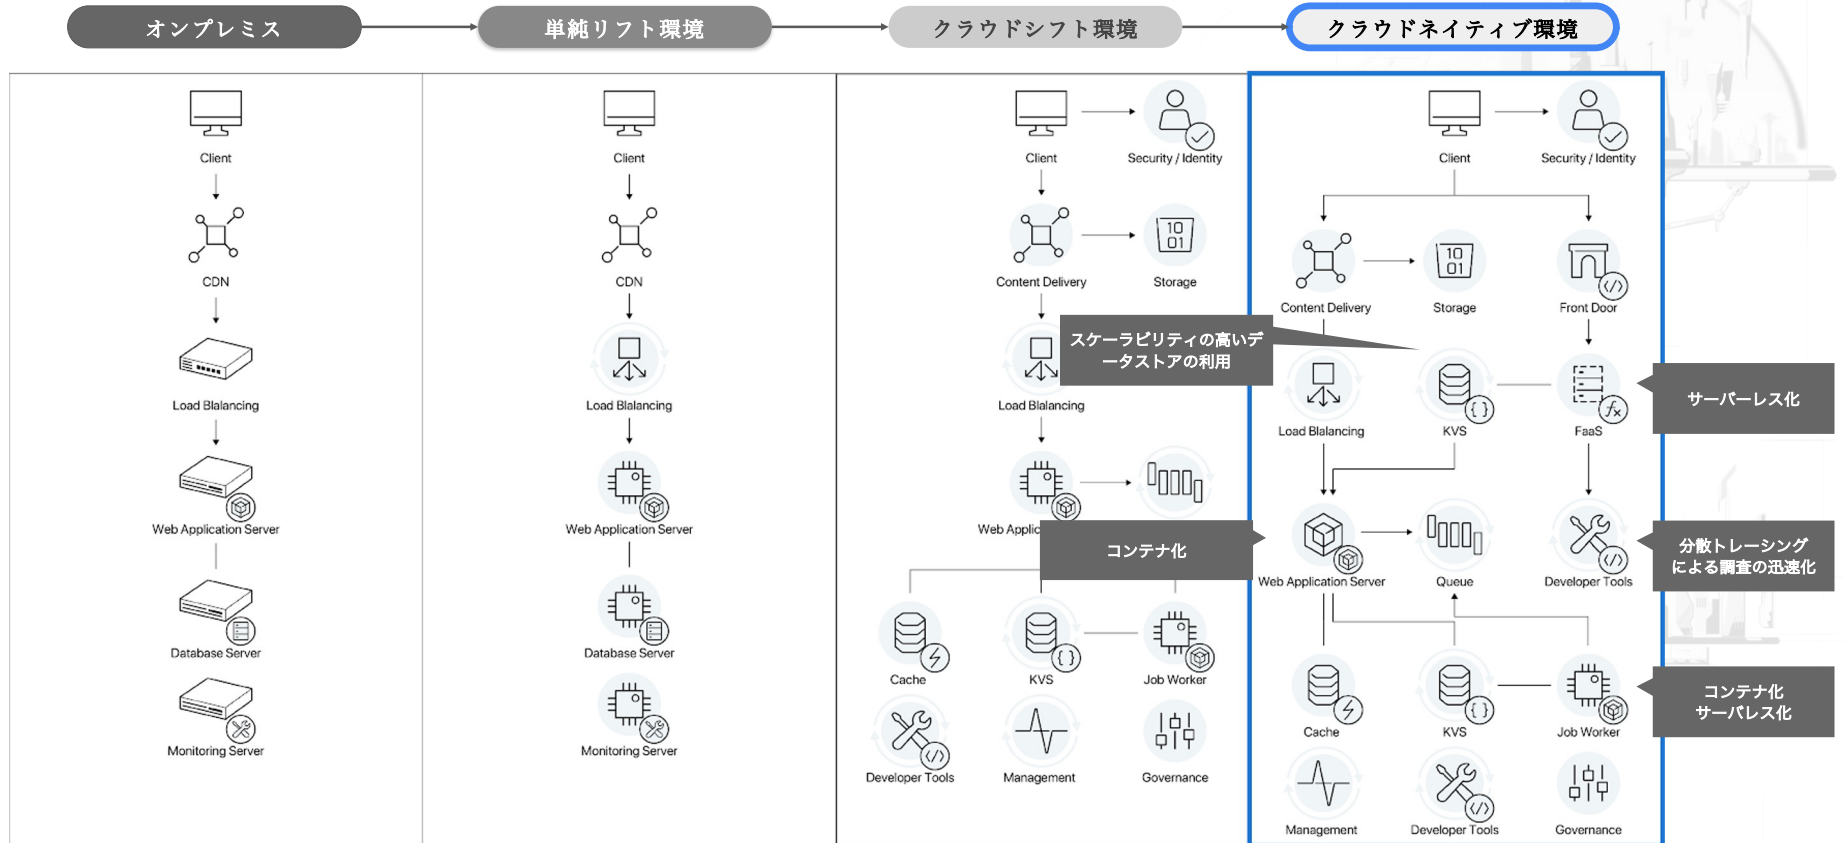 オンプレミス
単純リフト環境
クラウドシフト環境
クラウドネイティブ環境
Client
CDN
Load Blalancing
Web Application Server
Database Server
Monitoring Server
Client
CDN
Load Blalancing
Web Application Server
Database Server
Monitoring Server
Client
Security / Identity
Content Delivery
Storage
Load Blalancing
Web Applic
Cache
KVS
Job Worker
Developer Tools
Management
Governance
Client
Security / Identity
Content Delivery
Storage
Front Door
スケーラビリティの高いデ
ータストアの利用
Load Blalancing
KVS
FaaS
サーバーレス化
コンテナ化
Web Application Server
Queue
Developer Tools
分散トレーシング
による調査の迅速化
Cache
KVS
Job Worker
コンテナ化
サーバレス化
Management
Developer Tools
Governance